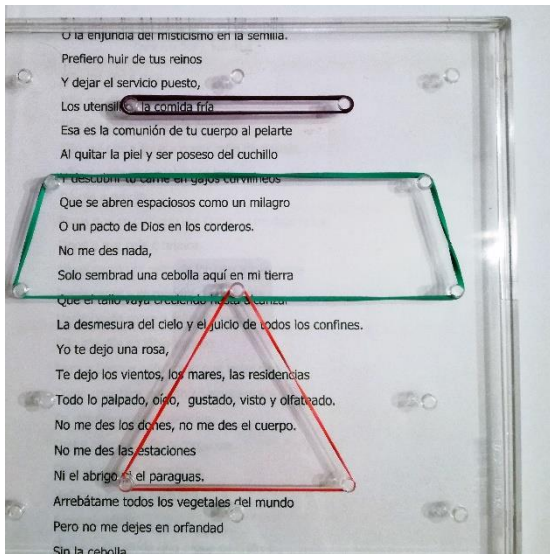 O la enjundia del misticismo en la semilla.
Prefiero huir de tus reinos
Y dejar el servicio puesto,
Los utensilios la comida fría
Esa es la comunión de tu cuerpo al pelarte
Al quitar la piel y ser poseso del cuchillo
Y descubrir tu carne en gajos curvilíneos
Que se abren espaciosos como un milagro
O un pacto de Dios en los corderos.
No me des nada,
Solo sembrad una cebolla aquí en mi tierra
Que el tallo vaya creciendo hasta alcanzar
La desmesura del cielo y el juicio de todos los confines.
Yo te dejo una rosa,
Te dejo los vientos, los mares, las residencias
Todo lo palpado, oído, gustado, visto y olfateado.
No me des los dones, no me des el cuerpo.
No me des las estaciones
Ni el abrigo ni el paraguas.
Arrebátame todos los vegetales del mundo
Pero no me dejes en orfandad
Sin la cebolla